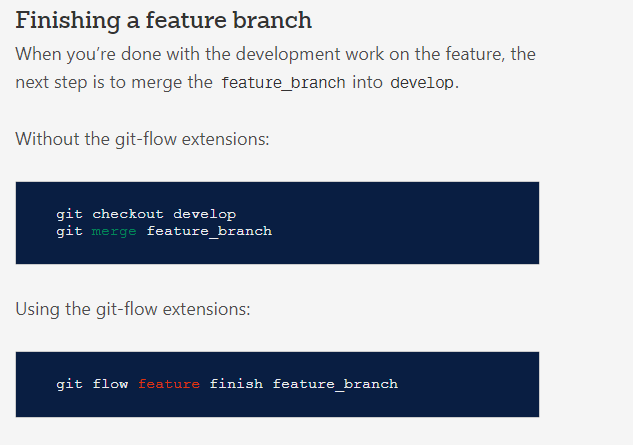 Finishing a feature branch
When you’re done with the development work on the feature, the
next step is to merge the feature_branch into develop.
Without the git-flow extensions:
git checkout develop
git merge feature_branch
Using the git-flow extensions:
git flow feature finish feature_branch